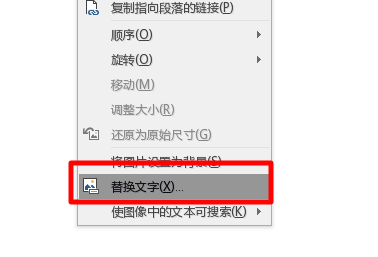 复制指向段落的链接(P)
顺序(O)
旋转(O)
移动(M)
调整大小(R)
还原为原始尺寸(G)
将图片设置为背景(S)
替换文字(X)...
使图像中的文本可搜索(K)